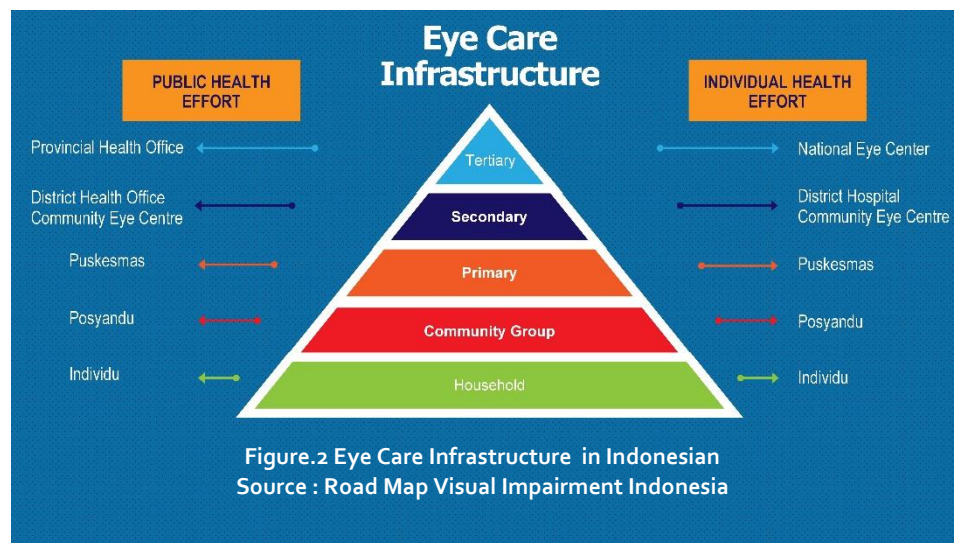 Eye Care
Infrastructure
PUBLIC HEALTH
EFFORT
INDIVIDUAL HEALTH
EFFORT
Provincial Health Office
Tertiary
National Eye Center
District Health Office
Community Eye Centre
Secondary
District Hospital
Community Eye Centre
Puskesmas
Primary
Puskesmas
Posyandu
Community Group
Posyandu
Individu
Household
Individu
Figure.2 Eye Care Infrastructure in Indonesian
Source : Road Map Visual Impairment Indonesia